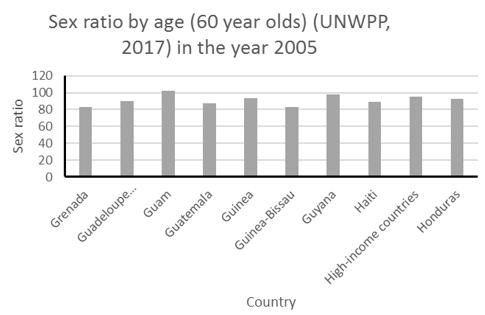 Sex ratio by age (60 year olds) (UNWPP,
2017) in the year 2005
120
100
80
60
40
20
0
Sex ratio
Grenada
Guadeloupe...
Guam
Guatemala
Guinea
Guinea-Bissau
Guyana
Haiti
High-income countries
Honduras
Country